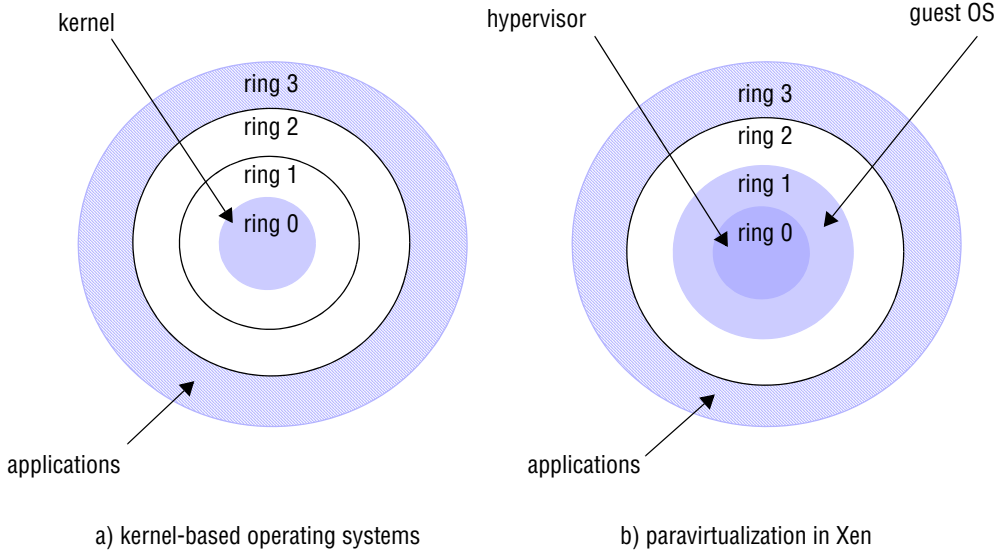 kernel
ring 3
ring 2
ring 1
ring 0
applications
a) kernel-based operating systems
hypervisor
guest OS
ring 3
ring 2
ring 1
ring 0
applications
b) paravirtualization in Xen